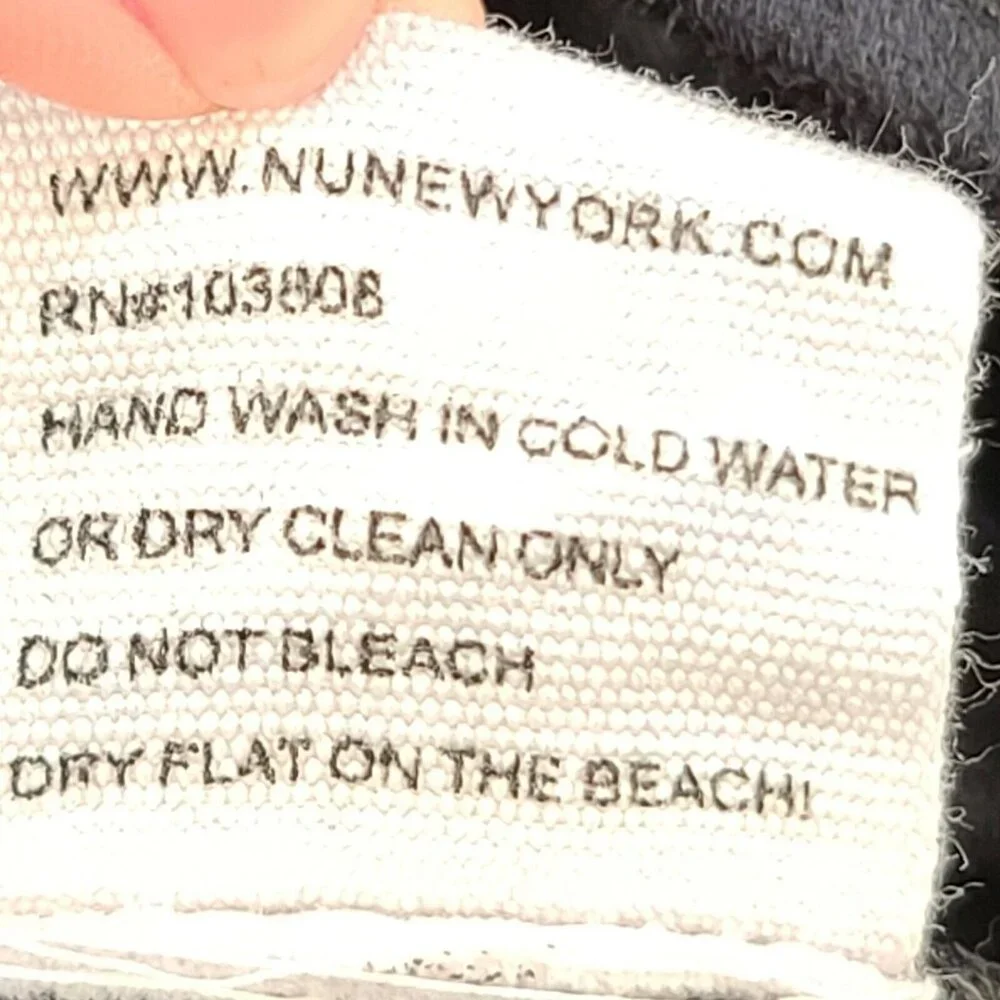 WWW.NUNEWYORK.COM
RN#103808
HAND WASH IN COLD WATER
OR DRY CLEAN ONLY
DO NOT BLEACH
DRY FLAT ON THE BEACH!